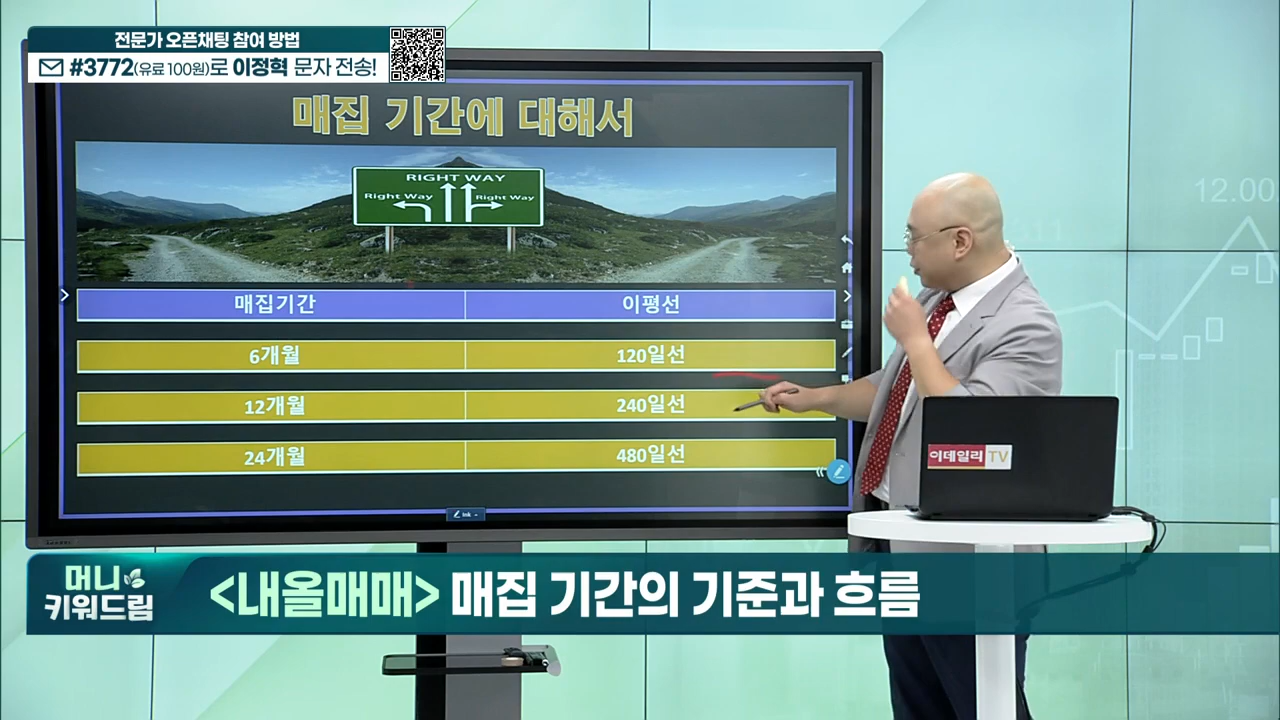 전문가 오픈채팅 참여 방법
#3772(유료 100원)로 이정혁 문자 전송!
매집 기간에 대해서
RIGHT WAY
Right Way
Right Way
매집기간 이평선
6개월 120일선
12개월 240일선
24개월 480일선
Ink
12.00
이데일리 TV
머니
키워드림
<내올매매> 매집 기간의 기준과 흐름